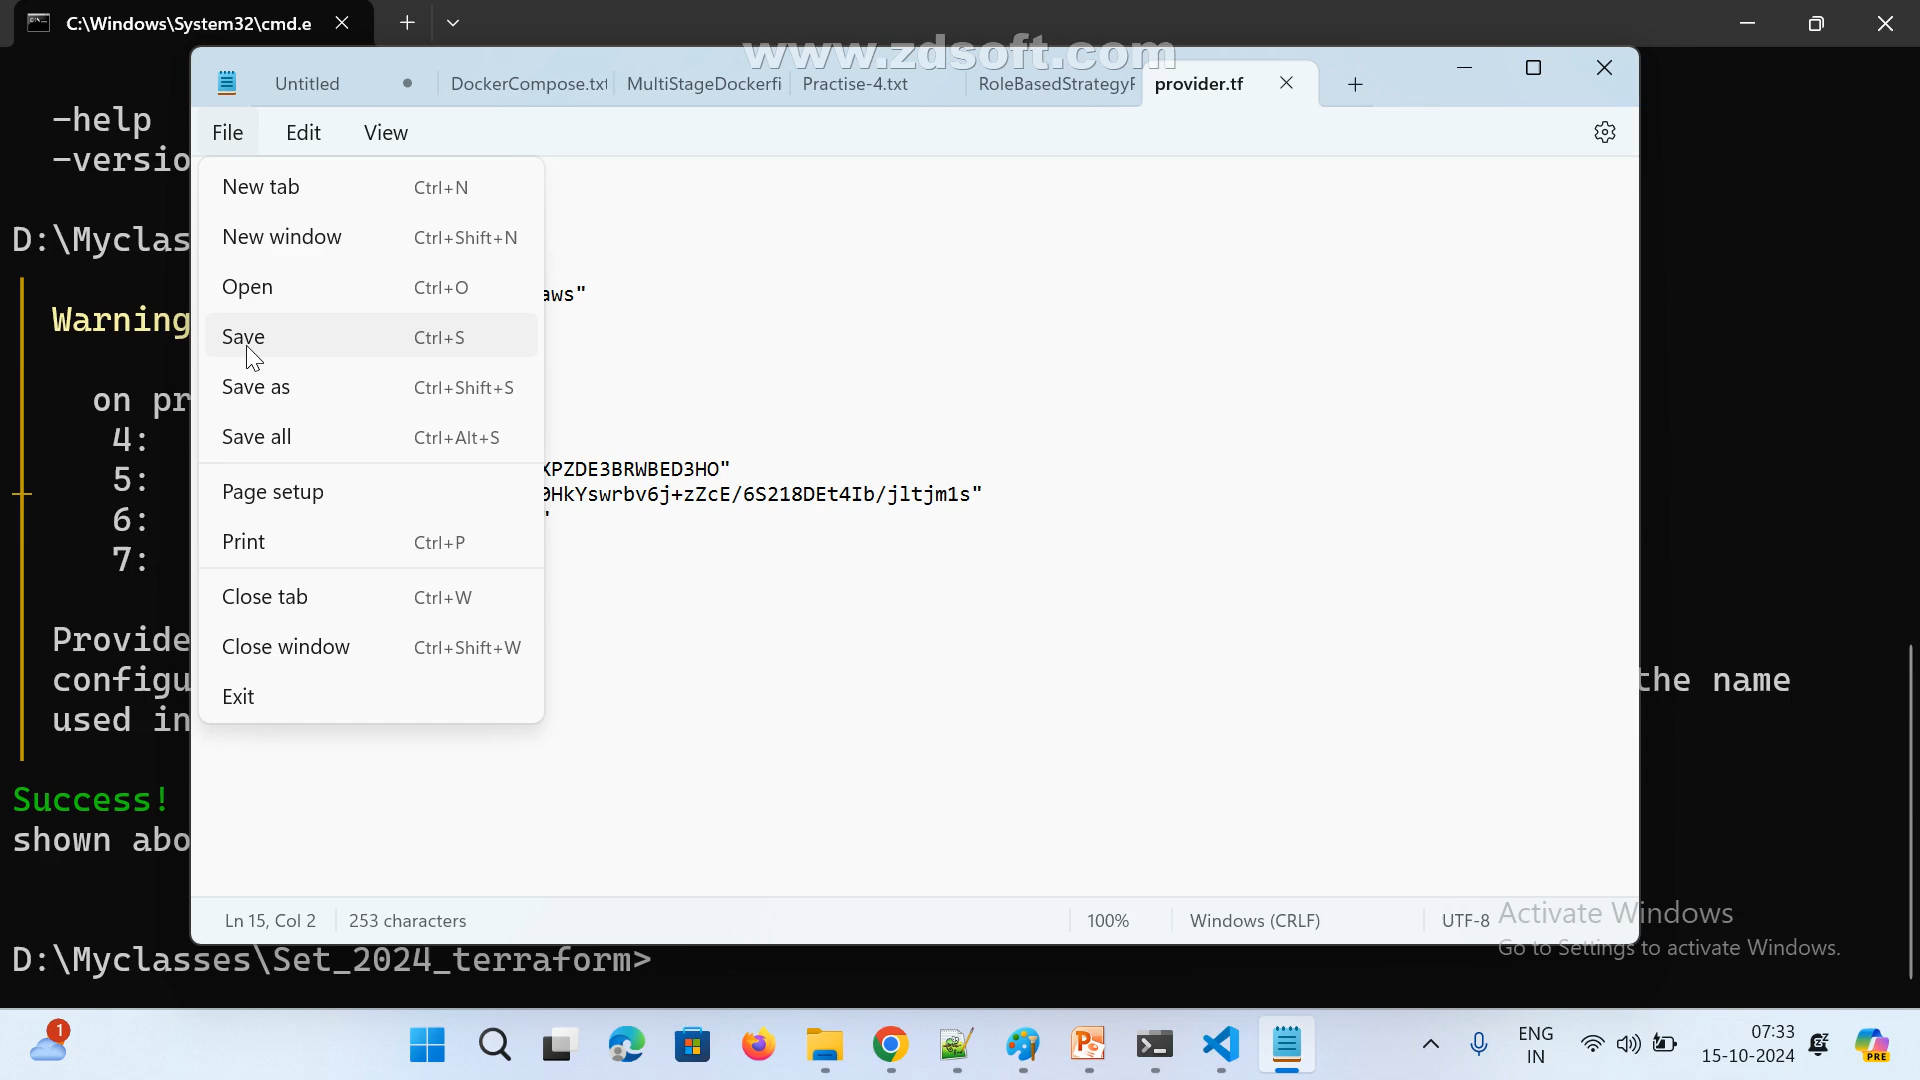 C:\Windows\System32\cmd.e
www.zdsoft.com
Untitled
DockerCompose.txt
MultiStageDockerfi
Practise-4.txt
RoleBasedStrategyP
provider.tf
File Edit View
-help
-versio
D:\Myclas
Warning
on pr
4:
5:
6:
7:
Provide
configu
used in
Success!
shown abo
New tab Ctrl+N
New window Ctrl+Shift+N
Open Ctrl+O
Save Ctrl+S
Save as Ctrl+Shift+S
Save all Ctrl+Alt+S
Page setup
Print Ctrl+P
Close tab Ctrl+W
Close window Ctrl+Shift+W
Exit
aws"
XPZDE3BRWBED3HO"
0HkYswrbv6j+zZcE/6S218DEt4Ib/jltjm1s"
"
the name
Ln 15, Col 2 253 characters 100% Windows (CRLF) UTF-8
Activate Windows
Go to Settings to activate Windows.
D:\Myclasses\Set_2024_terraform>
1
ENG
IN
07:33
15-10-2024
PRE